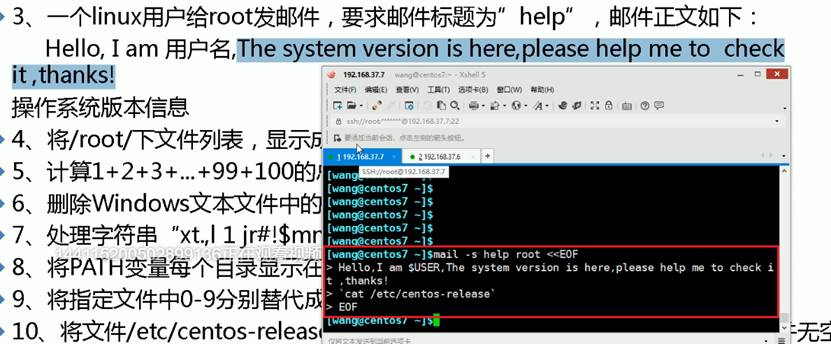 3、一个linux用户给root发邮件，要求邮件标题为”help”，邮件正文如下：
Hello, I am 用户名,The system version is here,please help me to check
it ,thanks!
操作系统版本信息
4、将/root/下文件列表，显示成
5、计算1+2+3+...+99+100的
6、删除Windows文本文件中的
7、处理字符串“xt.,l 1 jr#!$mn
8、将PATH变量每个目录显示在
9、将指定文件中0-9分别替代成
10、将文件/etc/centos-releas
件无空
正在观看视频
192.168.37.7 wang@centos7:~ - Xshell 5
文件(F) 编辑(E) 查看(V) 工具(T) 选项卡(B) 窗口(W) 帮助(H)
ssh://root:*******@192.168.37.7:22
要添加当前会话，点击左侧的箭头按钮。
1 192.168.37.7 2 192.168.37.6 +
SSH://root@192.168.37.7
[wang@centos7 ~]$
[wang@centos7 ~]$
[wang@centos7 ~]$
[wang@centos7 ~]$
[wang@centos7 ~]$
[wang@centos7 ~]$
[wang@centos7 ~]$mail -s help root <<EOF
> Hello,I am $USER,The system version is here,please help me to check i
t ,thanks!
> `cat /etc/centos-release`
> EOF
[wang@centos7 ~]$
仅将文本发送到当前选项卡